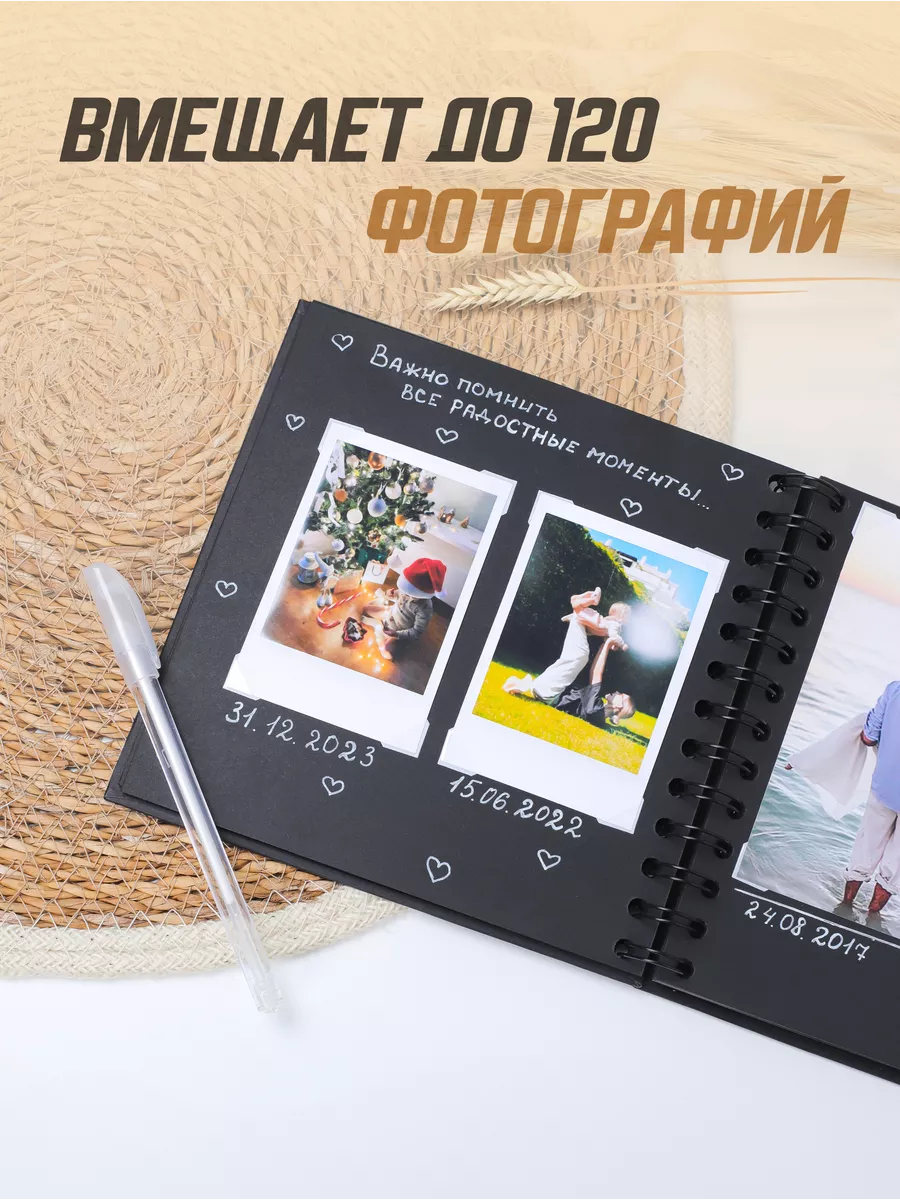 ВМЕЩАЕТ ДО 120
ФОТОГРАФИЙ
Важно помнить
все радостные моменты...
31.12.2023
15.06.2022
24.08.2017